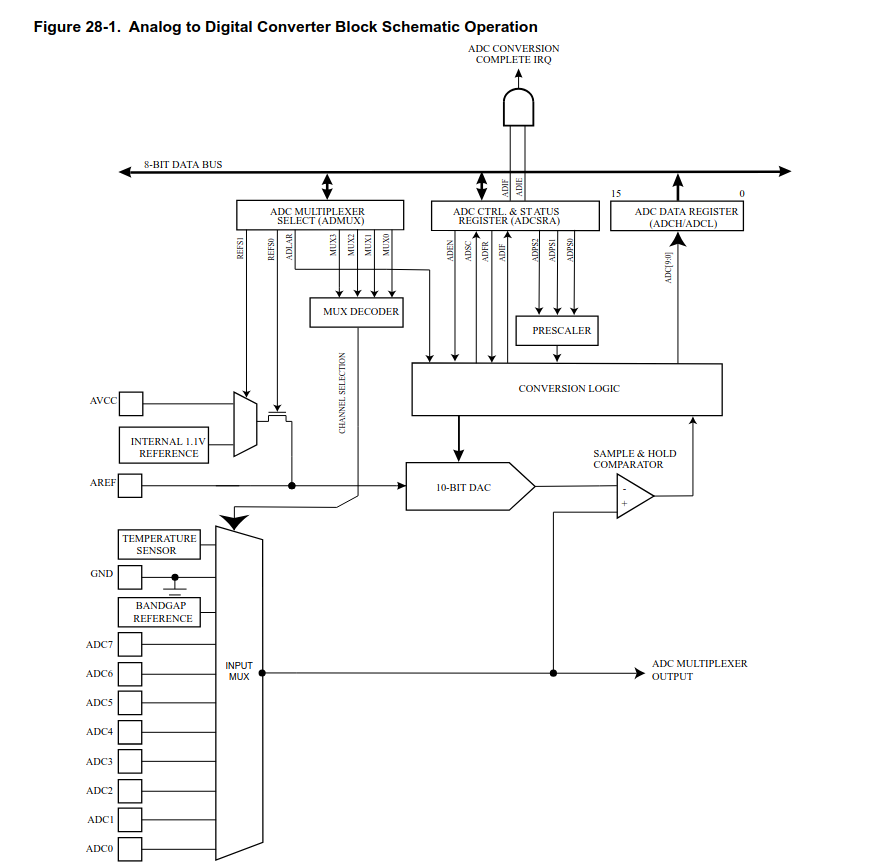 Figure 28-1. Analog to Digital Converter Block Schematic Operation
ADC CONVERSION
COMPLETE IRQ
8-BIT DATA BUS
ADIF
ADIE
15
0
ADC MULTIPLEXER
SELECT (ADMUX)
ADC CTRL. & STATUS
REGISTER (ADCSRA)
ADC DATA REGISTER
(ADCH/ADCL)
REFS1
REFS0
ADLAR
MUX3
MUX2
MUX1
MUX0
ADEN
ADSC
ADFR
ADIF
ADPS2
ADPS1
ADPS0
ADC[9:0]
MUX DECODER
PRESCALER
CHANNEL SELECTION
CONVERSION LOGIC
AVCC
INTERNAL 1.1V
REFERENCE
AREF
SAMPLE & HOLD
COMPARATOR
10-BIT DAC
-
+
TEMPERATURE
SENSOR
GND
BANDGAP
REFERENCE
ADC7
ADC6
ADC5
ADC4
ADC3
ADC2
ADC1
ADC0
INPUT
MUX
ADC MULTIPLEXER
OUTPUT